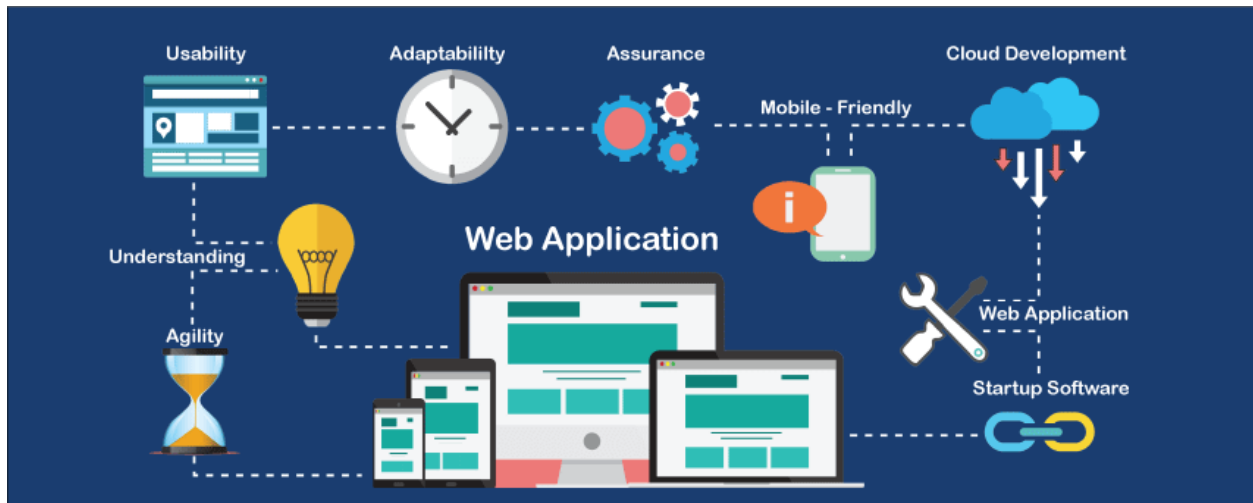 Usability
Adaptabililty
Assurance
Cloud Development
Mobile - Friendly
i
Web Application
Understanding
Web Application
Agility
Startup Software